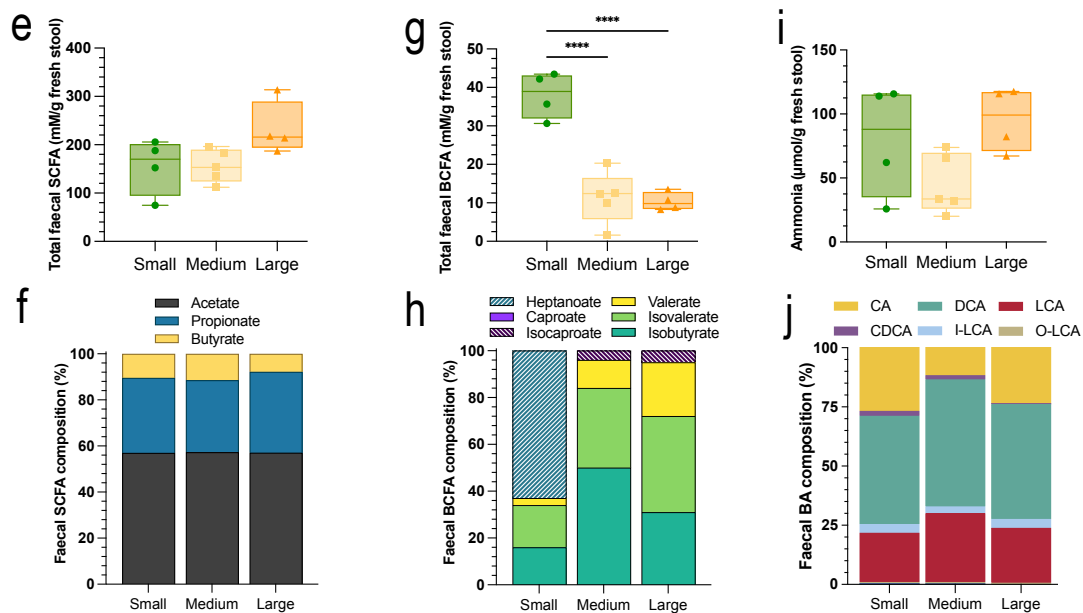 e
Total faecal SCFA (mM/g fresh stool)
400
300
200
100
0
Small Medium Large
g
Total faecal BCFA (mM/g fresh stool)
****
****
50
40
30
20
10
0
Small Medium Large
i
Ammonia (µmol/g fresh stool)
150
100
50
0
Small Medium Large
f
Acetate
Propionate
Butyrate
Faecal SCFA composition (%)
100
80
60
40
20
0
Small Medium Large
h
Heptanoate Valerate
Caproate Isovalerate
Isocaproate Isobutyrate
Faecal BCFA composition (%)
100
80
60
40
20
0
Small Medium Large
j
CA DCA LCA
CDCA I-LCA O-LCA
Faecal BA composition (%)
100
75
50
25
0
Small Medium Large